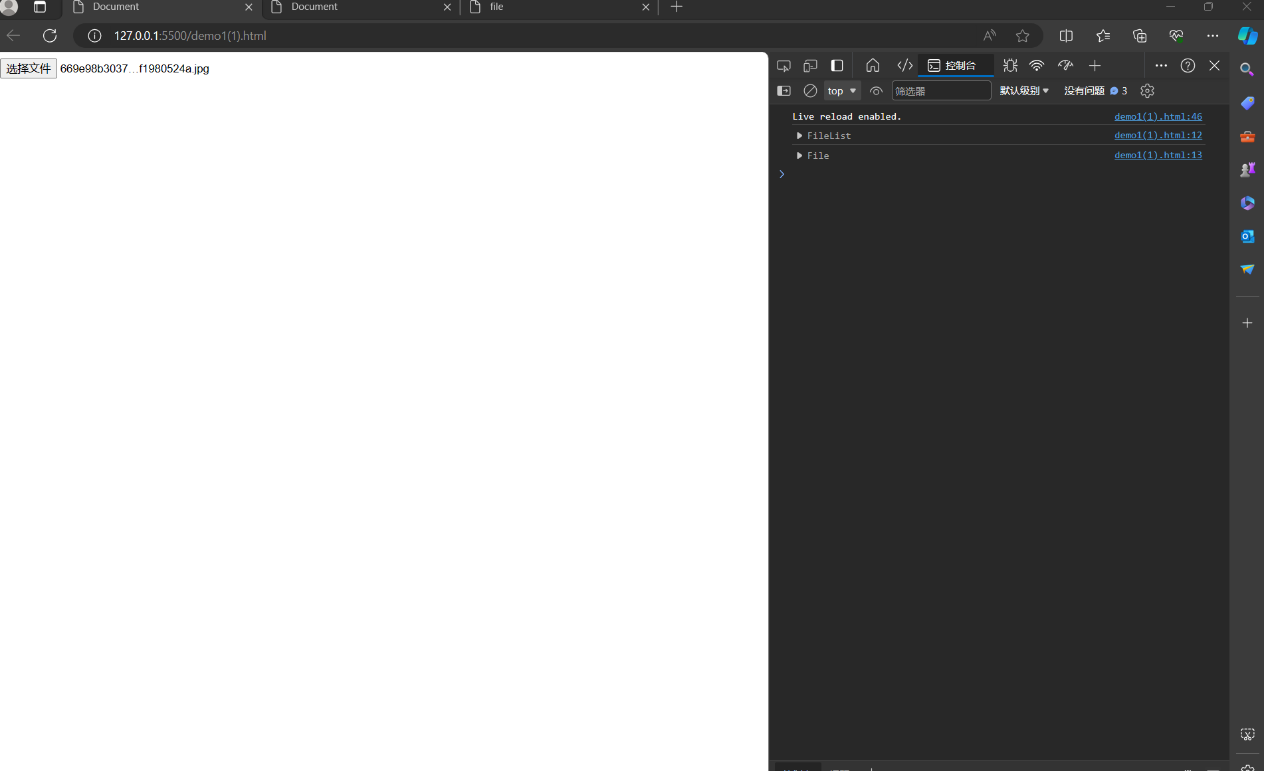 Document
Document
file
127.0.0.1:5500/demo1(1).html
选择文件 669e98b3037...f1980524a.jpg
控制台
top
筛选器
默认级别
没有问题
3
Live reload enabled.
demo1(1).html:46
FileList
demo1(1).html:12
File
demo1(1).html:13